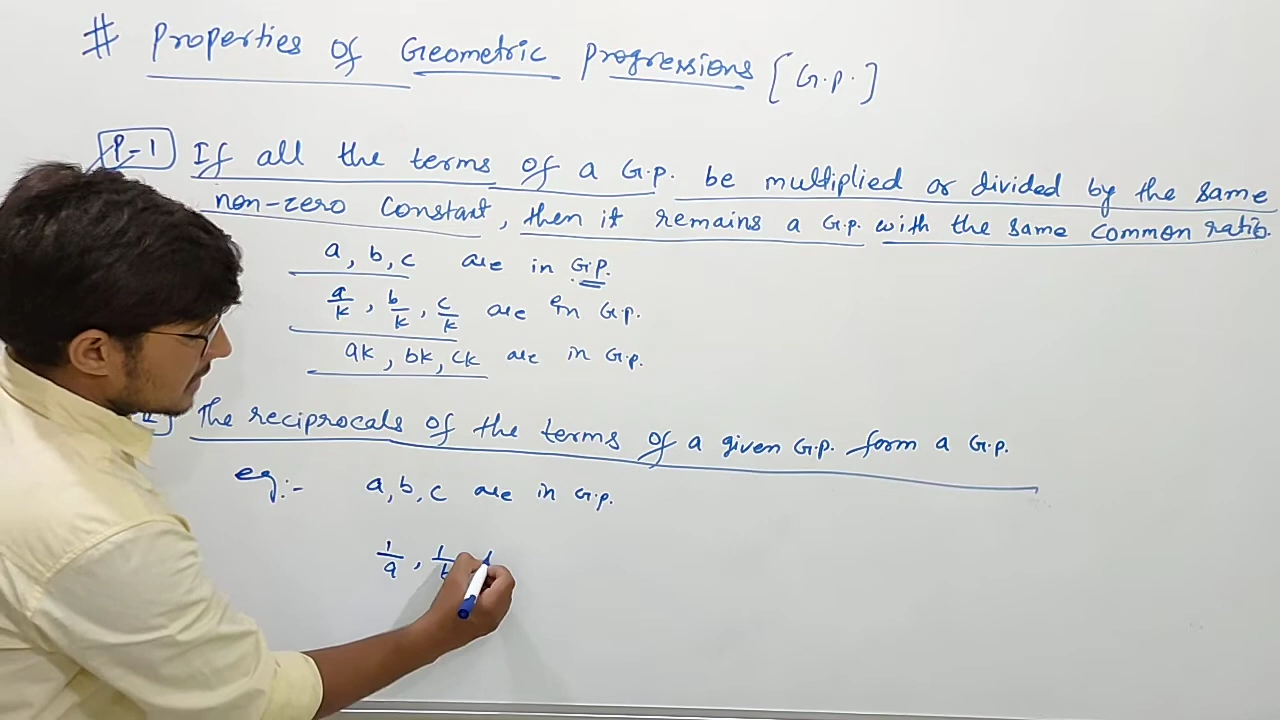 # Properties of Geometric Progressions [G.P.]
P-1 If all the terms of a G.P. be multiplied or divided by the same
non-zero constant, then it remains a G.P. with the same common ratio.
a, b, c are in G.P.
a/k, b/k, c/k are in G.P.
ak, bk, ck are in G.P.
The reciprocals of the terms of a given G.P. form a G.P.
eg:- a, b, c are in G.P.
1/a, 1/b